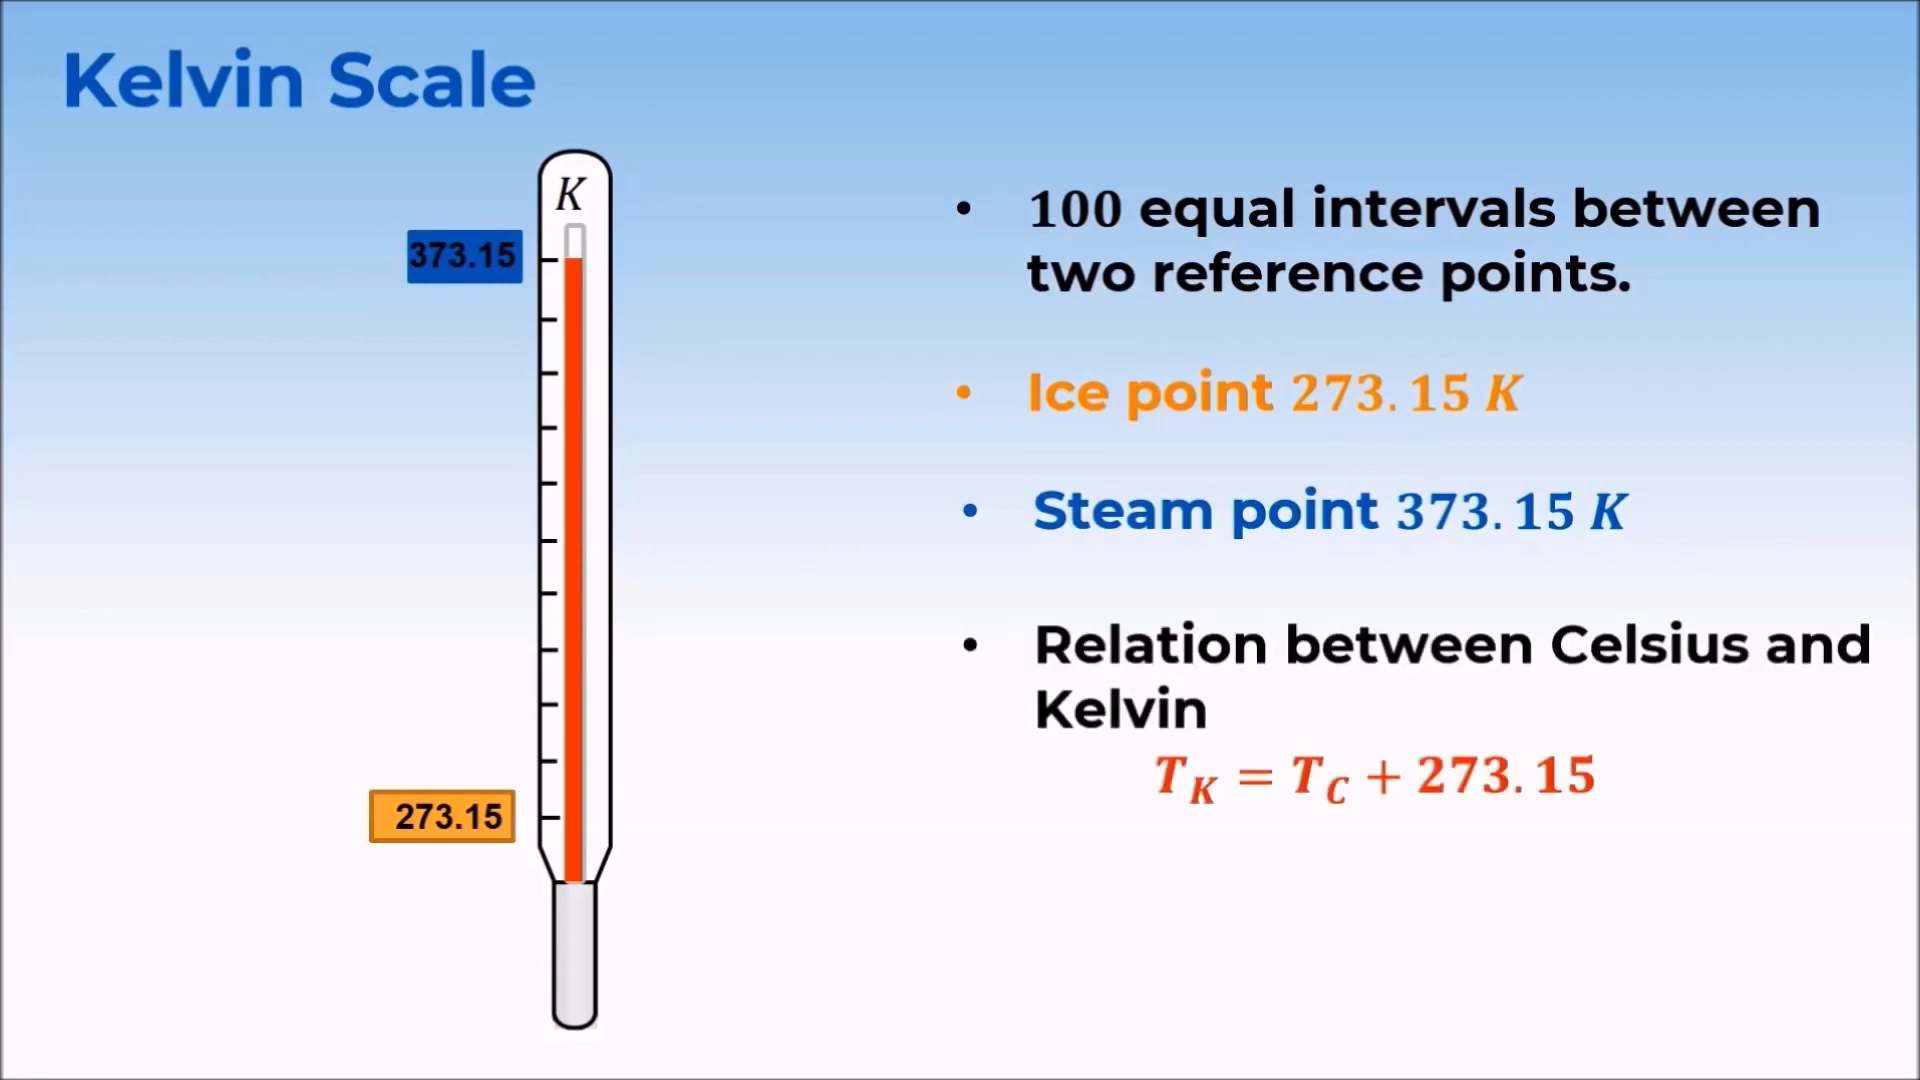 Kelvin Scale
K
373.15
273.15
• 100 equal intervals between
two reference points.
• Ice point 273.15 K
• Steam point 373.15 K
• Relation between Celsius and
Kelvin
T_K = T_C + 273.15